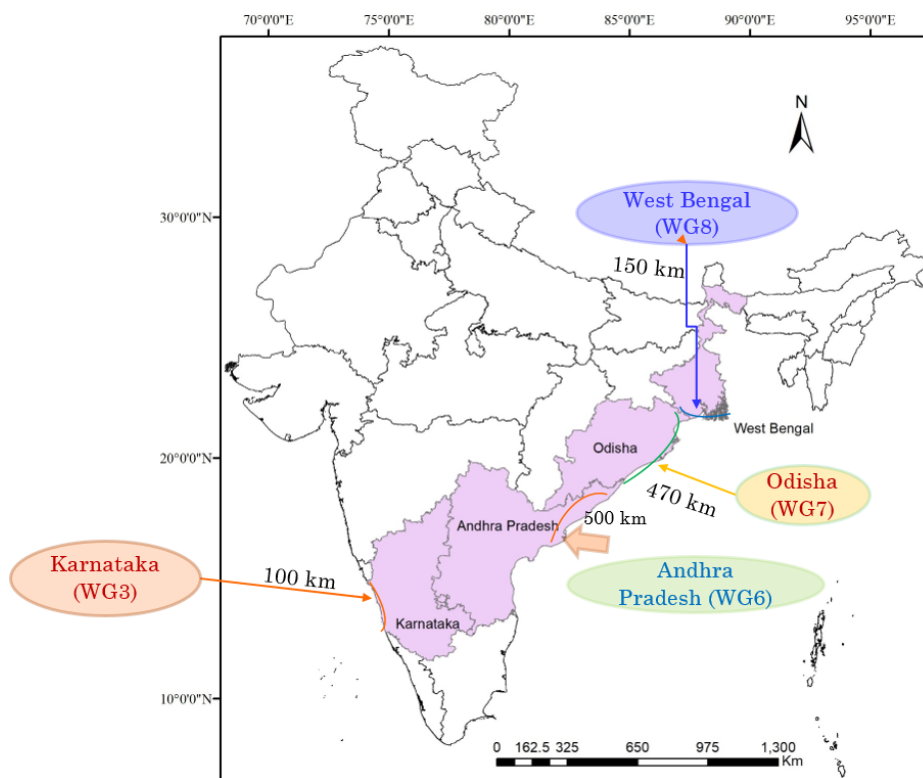 70°0'0"E 75°0'0"E 80°0'0"E 85°0'0"E 90°0'0"E 95°0'0"E
N
30°0'0"N
West Bengal
(WG8)
150 km
West Bengal
Odisha
20°0'0"N
Odisha
(WG7)
470 km
500 km
Andhra Pradesh
Karnataka
(WG3)
100 km
Andhra
Pradesh (WG6)
Karnataka
10°0'0"N
0 162.5 325 650 975 1,300
Km